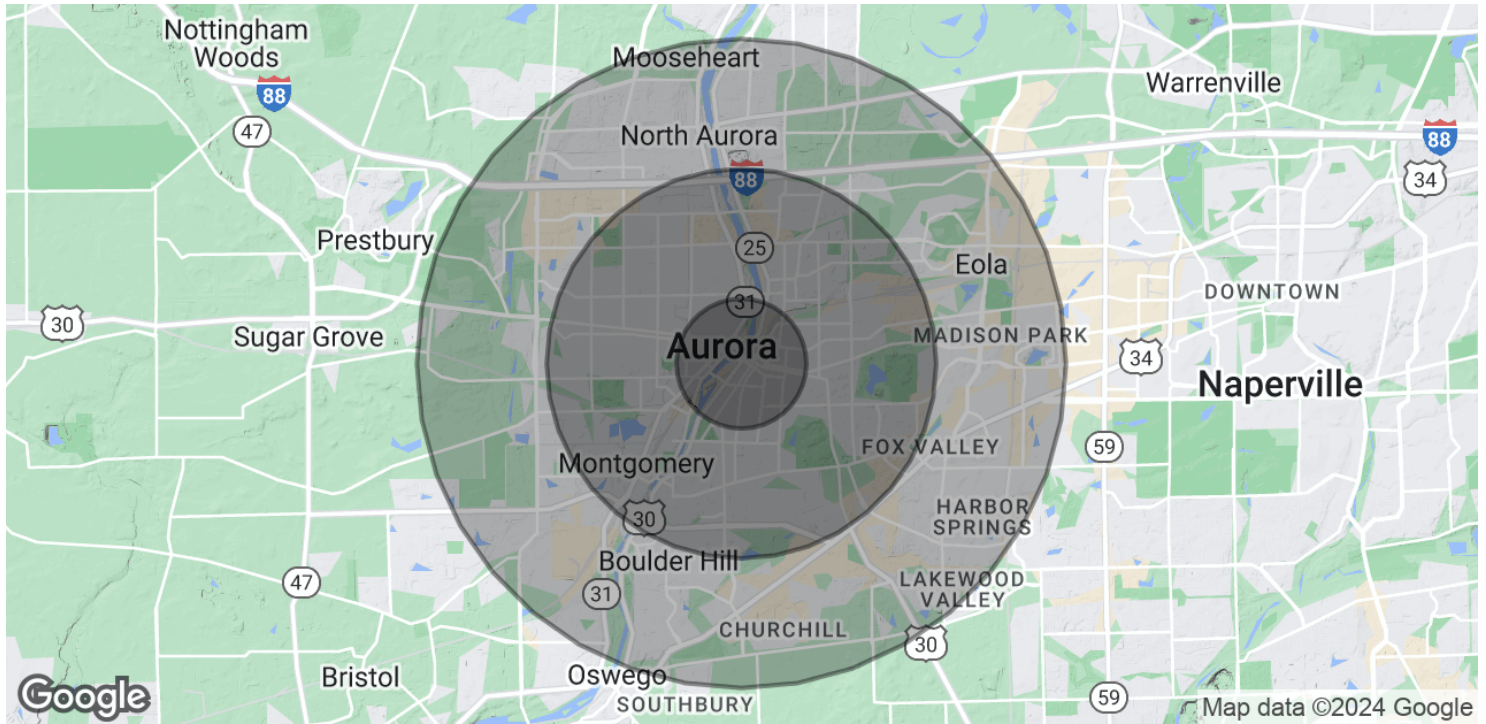 Nottingham
Woods
Mooseheart
Warrenville
88
47
North Aurora
88
88
34
Prestbury
25
Eola
DOWNTOWN
30
31
Sugar Grove
Aurora
MADISON PARK
34
Naperville
FOX VALLEY
59
Montgomery
30
HARBOR
SPRINGS
Boulder Hill
47
31
LAKEWOOD
VALLEY
CHURCHILL
30
Bristol
Oswego
SOUTHBURY
59
Google
Map data ©2024 Google